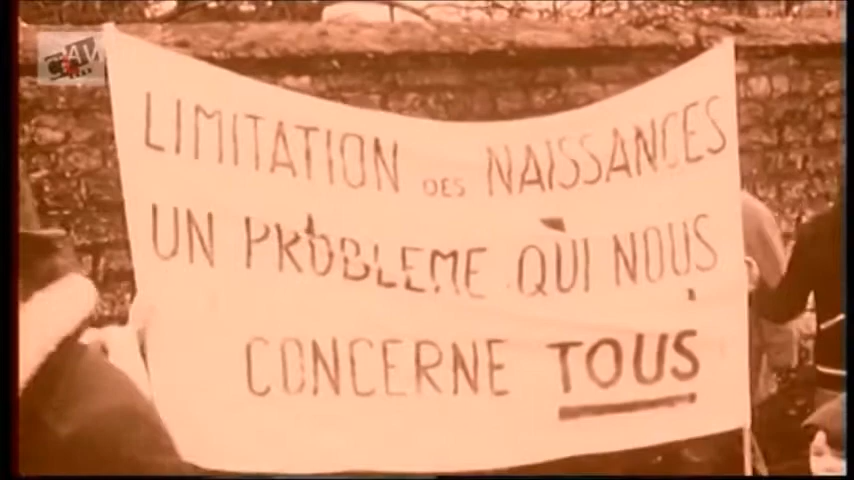 LIMITATION DES NAISSANCES
UN PROBLEME QUI NOUS
CONCERNE TOUS